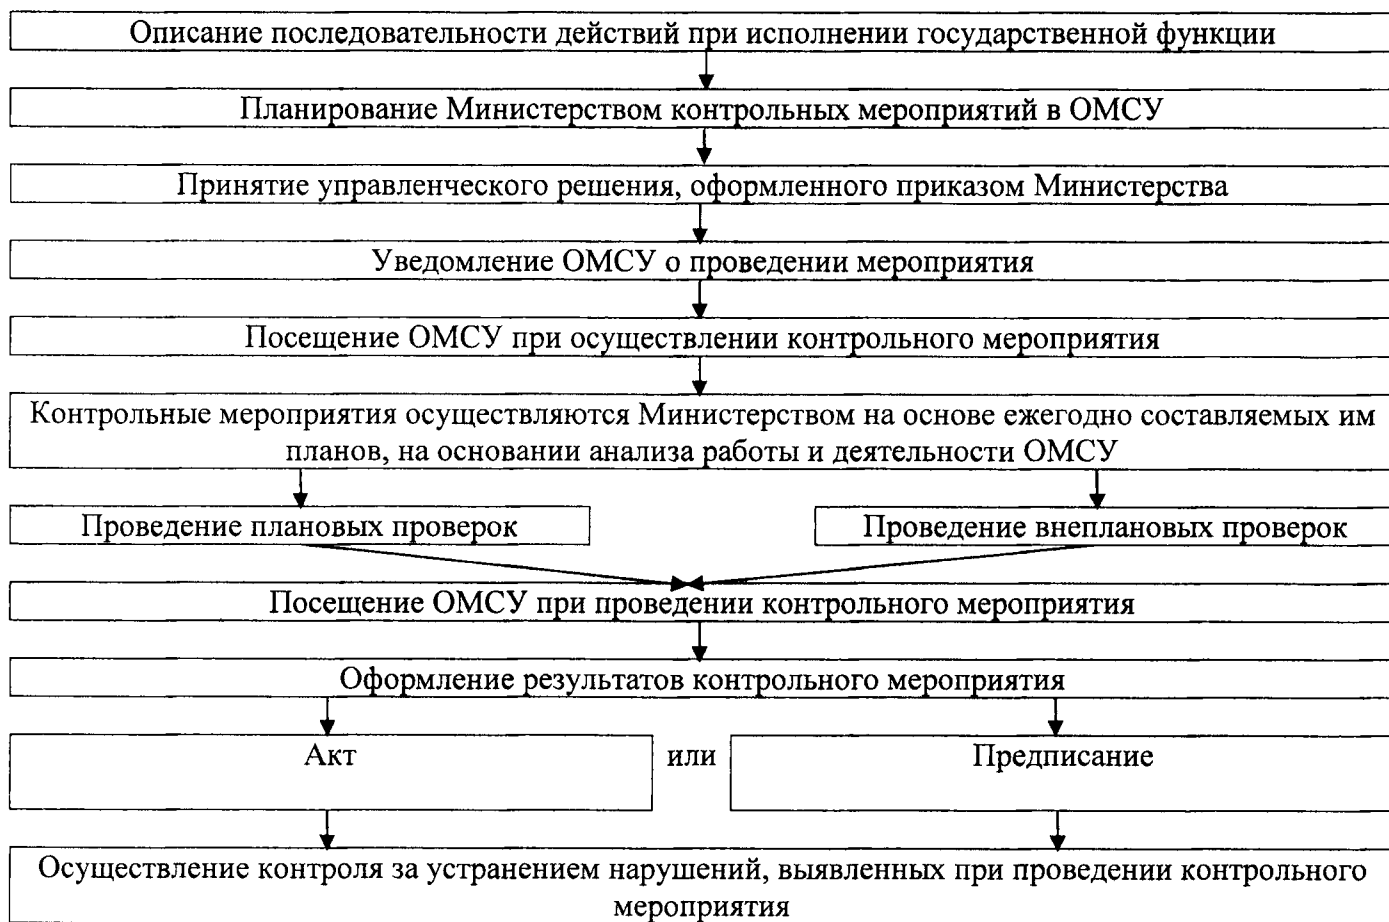 Описание последовательности действий при исполнении государственной функции
Планирование Министерством контрольных мероприятий в ОМСУ
Принятие управленческого решения, оформленного приказом Министерства
Уведомление ОМСУ о проведении мероприятия
Посещение ОМСУ при осуществлении контрольного мероприятия
Контрольные мероприятия осуществляются Министерством на основе ежегодно составляемых им
планов, на основании анализа работы и деятельности ОМСУ
Проведение плановых проверок
Проведение внеплановых проверок
Посещение ОМСУ при проведении контрольного мероприятия
Оформление результатов контрольного мероприятия
Акт
или
Предписание
Осуществление контроля за устранением нарушений, выявленных при проведении контрольного
мероприятия